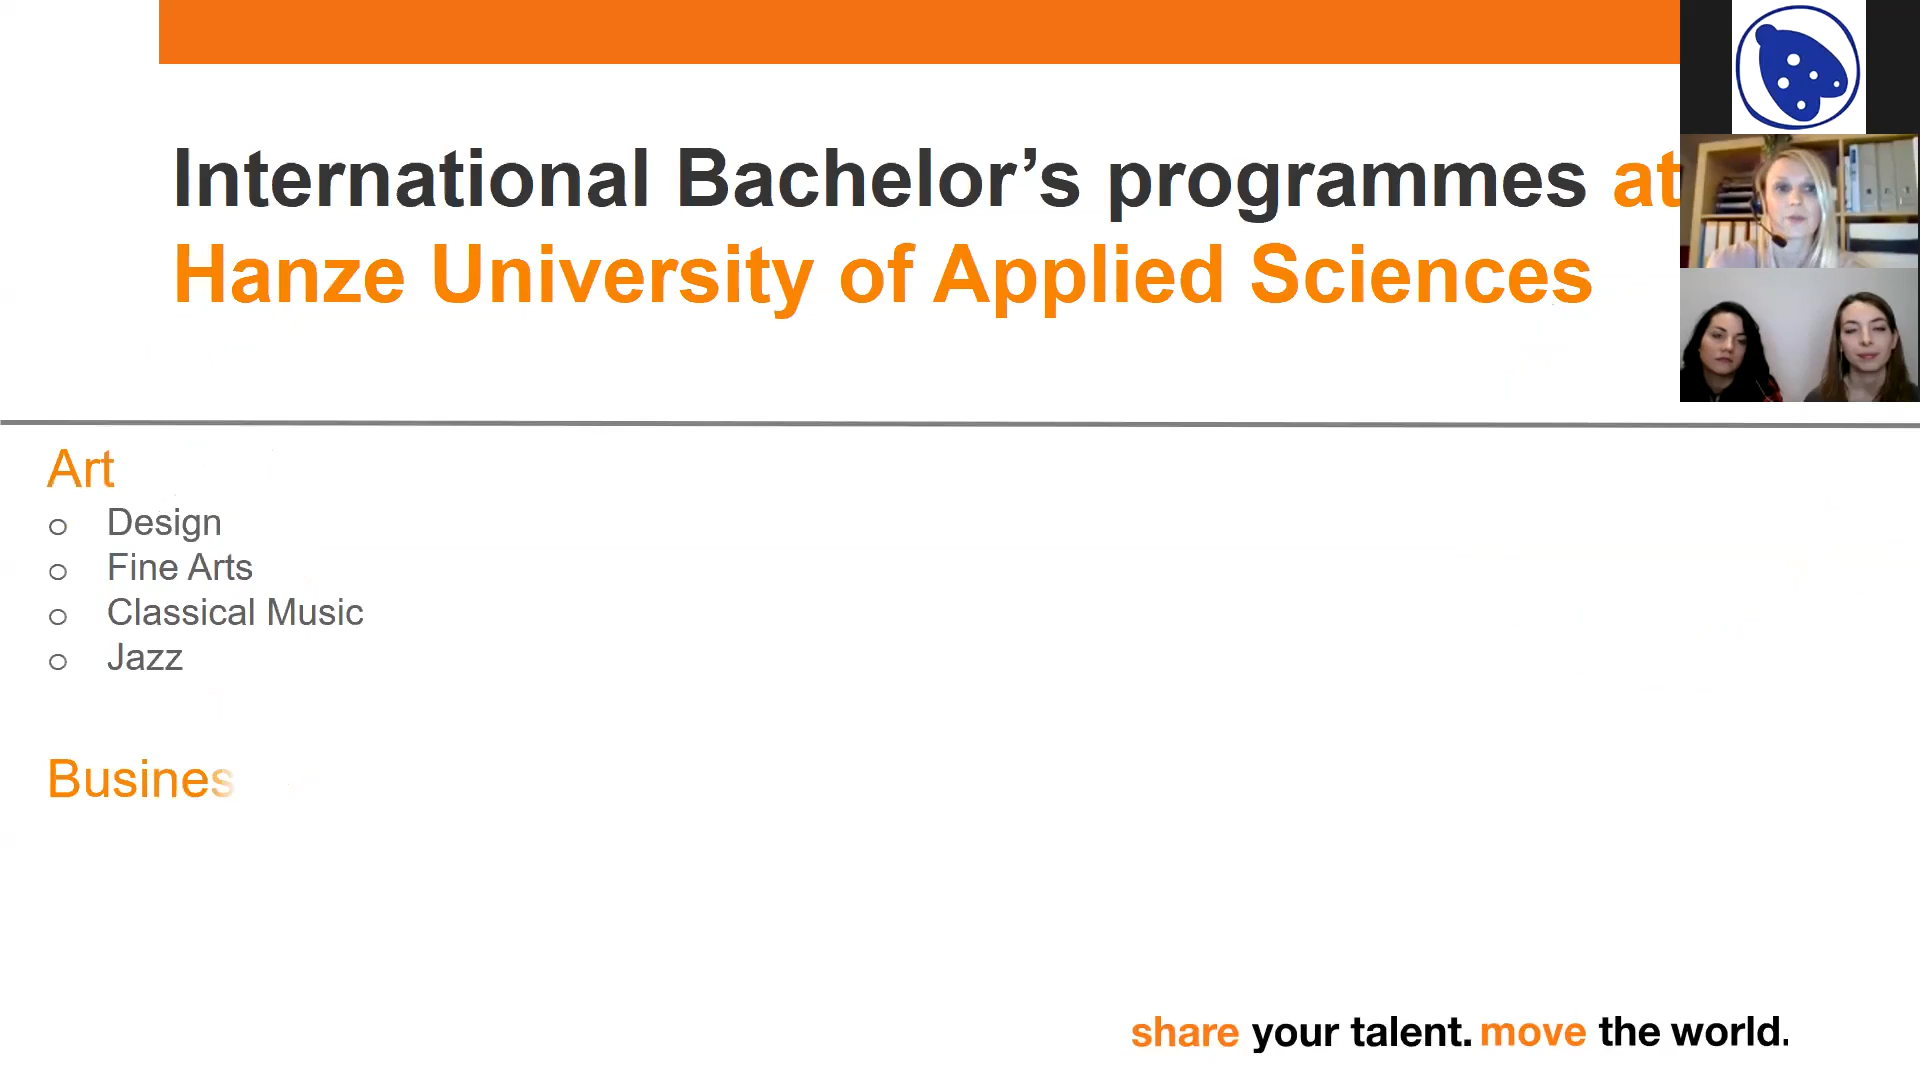 International Bachelor’s programmes at
Hanze University of Applied Sciences
Art
o Design
o Fine Arts
o Classical Music
o Jazz
Busines
share your talent. move the world.